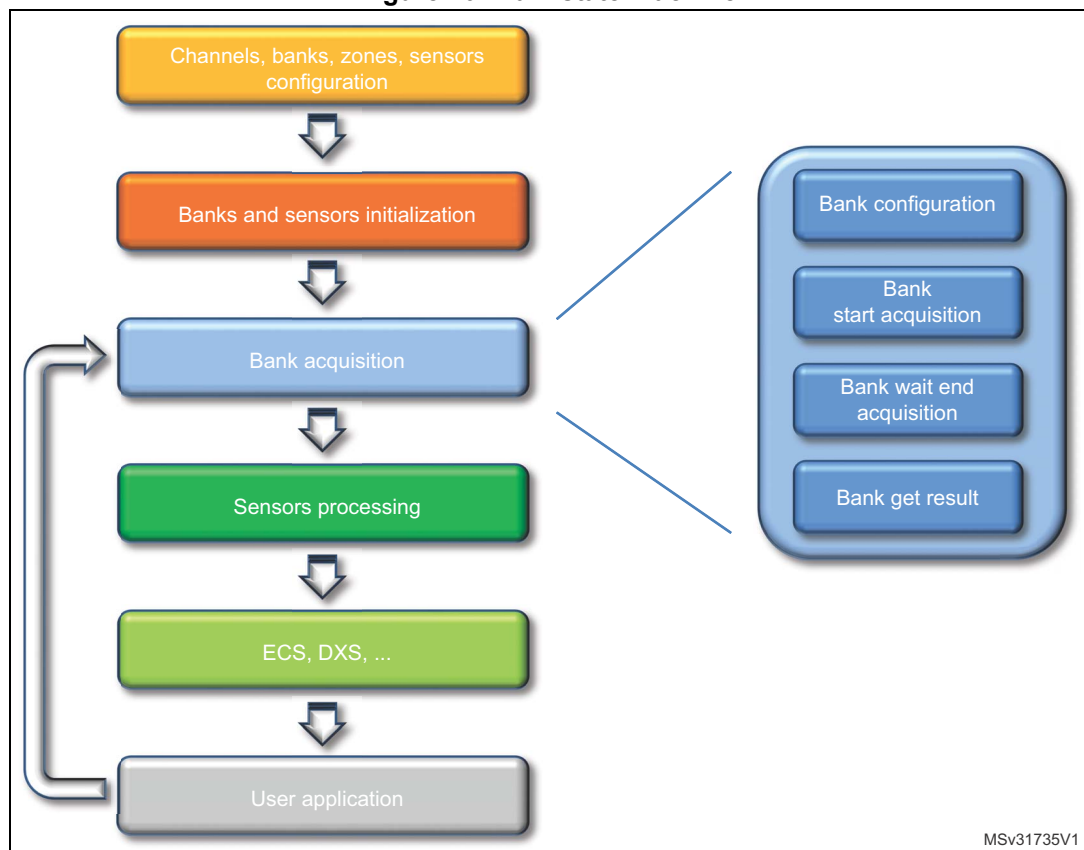 Channels, banks, zones, sensors
configuration
Banks and sensors initialization
Bank acquisition
Sensors processing
ECS, DXS, ...
User application
Bank configuration
Bank
start acquisition
Bank wait end
acquisition
Bank get result
MSv31735V1